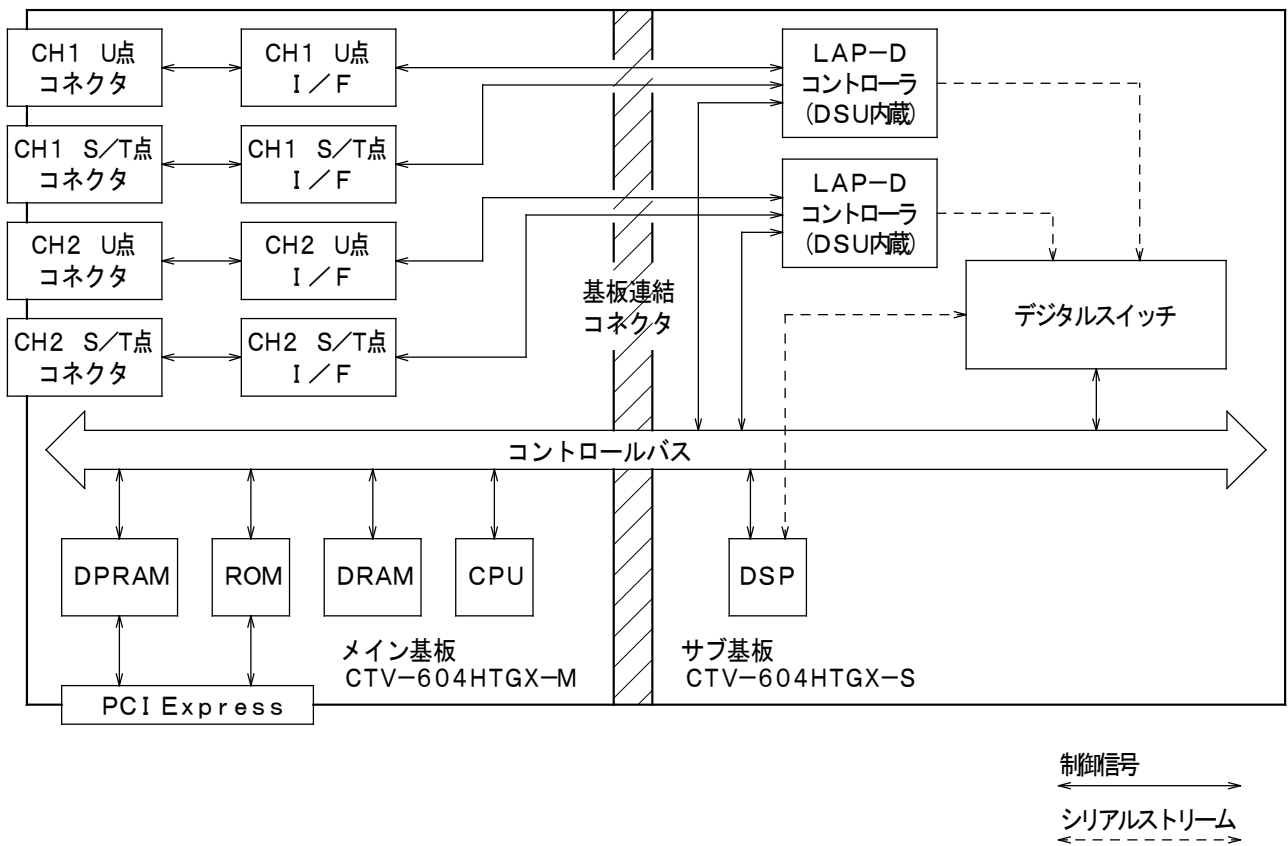 CH1 U点
コネクタ
CH1 U点
I/F
LAP-D
コントローラ
(DSU内蔵)
CH1 S/T点
コネクタ
CH1 S/T点
I/F
LAP-D
コントローラ
(DSU内蔵)
CH2 U点
コネクタ
CH2 U点
I/F
基板連結
コネクタ
デジタルスイッチ
CH2 S/T点
コネクタ
CH2 S/T点
I/F
コントロールバス
DPRAM
ROM
DRAM
CPU
DSP
メイン基板
CTV-604HTGX-M
サブ基板
CTV-604HTGX-S
PCI Express
制御信号
シリアルストリーム